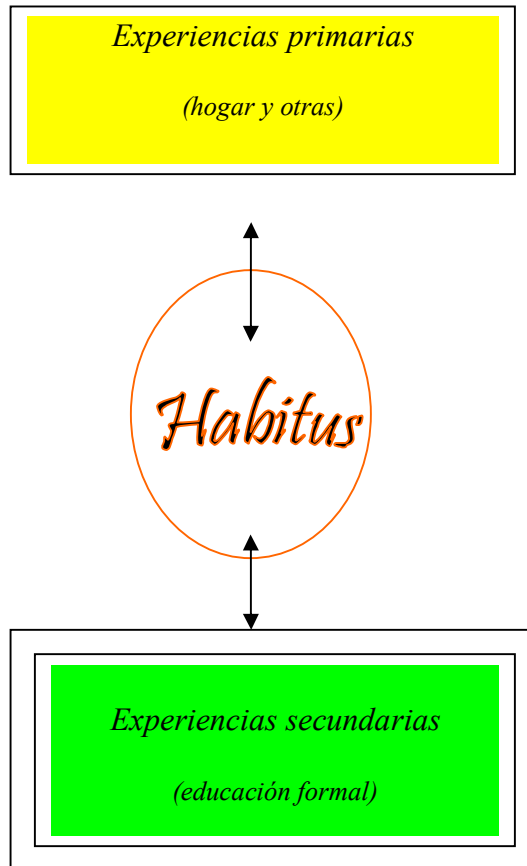 Experiencias primarias
(hogar y otras)
Habitus
Experiencias secundarias
(educación formal)